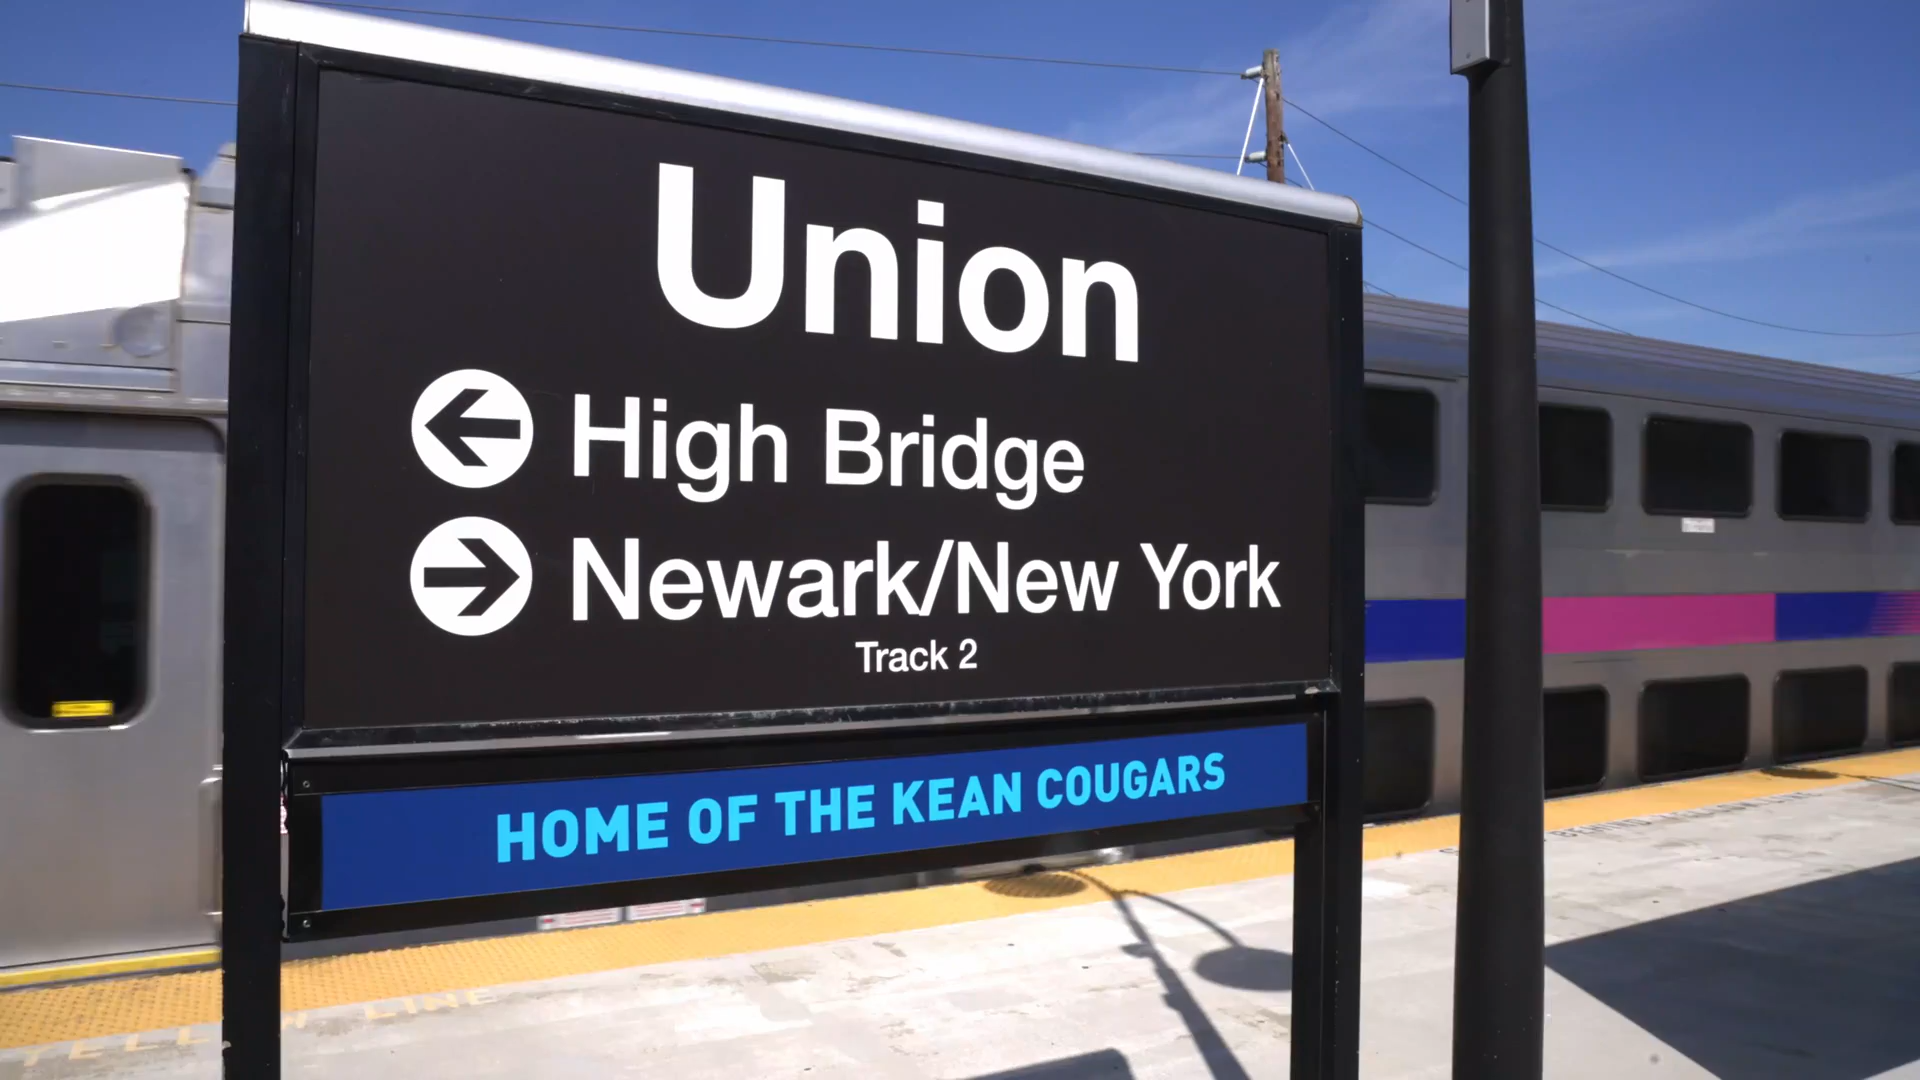 Union
High Bridge
Newark/New York
Track 2
HOME OF THE KEAN COUGARS